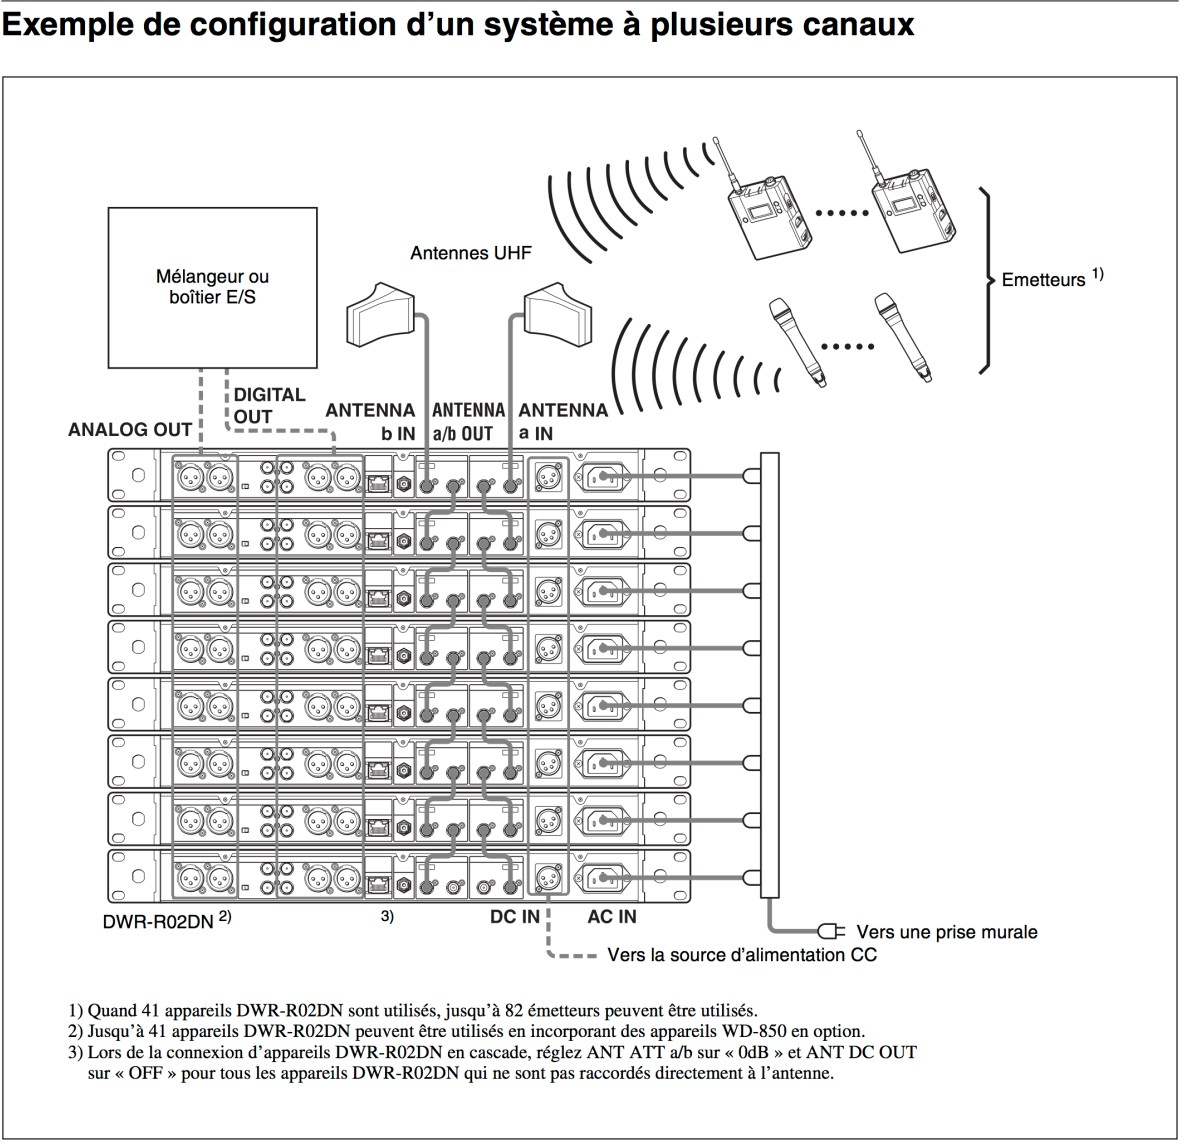 Exemple de configuration d’un système à plusieurs canaux
Antennes UHF
Mélangeur ou
boîtier E/S
Emetteurs 1)
DIGITAL
OUT
ANALOG OUT
ANTENNA
b IN
ANTENNA
a/b OUT
ANTENNA
a IN
DWR-R02DN 2)
3)
DC IN
AC IN
Vers une prise murale
Vers la source d’alimentation CC
1) Quand 41 appareils DWR-R02DN sont utilisés, jusqu’à 82 émetteurs peuvent être utilisés.
2) Jusqu’à 41 appareils DWR-R02DN peuvent être utilisés en incorporant des appareils WD-850 en option.
3) Lors de la connexion d’appareils DWR-R02DN en cascade, réglez ANT ATT a/b sur « 0dB » et ANT DC OUT
sur « OFF » pour tous les appareils DWR-R02DN qui ne sont pas raccordés directement à l’antenne.